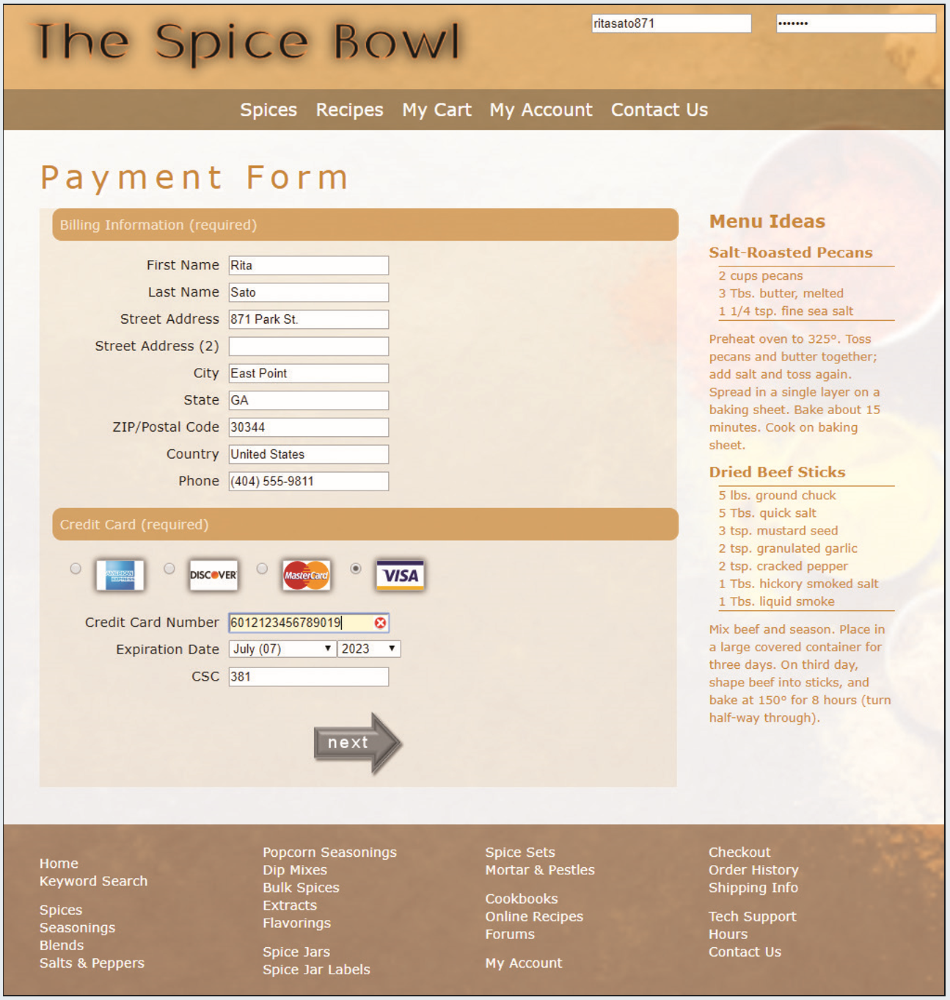 The Spice Bowl
ritasato871
•••••••
Spices Recipes My Cart My Account Contact Us
Payment Form
Billing Information (required)
First Name Rita
Last Name Sato
Street Address 871 Park St.
Street Address (2)
City East Point
State GA
ZIP/Postal Code 30344
Country United States
Phone (404) 555-9811
Credit Card (required)
AMERICAN EXPRESS
DISCOVER
MasterCard
VISA
Credit Card Number 6012123456789019
Expiration Date July (07) 2023
CSC 381
next
Menu Ideas
Salt-Roasted Pecans
2 cups pecans
3 Tbs. butter, melted
1 1/4 tsp. fine sea salt
Preheat oven to 325°. Toss
pecans and butter together;
add salt and toss again.
Spread in a single layer on a
baking sheet. Bake about 15
minutes. Cook on baking
sheet.
Dried Beef Sticks
5 lbs. ground chuck
5 Tbs. quick salt
3 tsp. mustard seed
2 tsp. granulated garlic
2 tsp. cracked pepper
1 Tbs. hickory smoked salt
1 Tbs. liquid smoke
Mix beef and season. Place in
a large covered container for
three days. On third day,
shape beef into sticks, and
bake at 150° for 8 hours (turn
half-way through).
Home
Keyword Search
Spices
Seasonings
Blends
Salts & Peppers
Popcorn Seasonings
Dip Mixes
Bulk Spices
Extracts
Flavorings
Spice Jars
Spice Jar Labels
Spice Sets
Mortar & Pestles
Cookbooks
Online Recipes
Forums
My Account
Checkout
Order History
Shipping Info
Tech Support
Hours
Contact Us